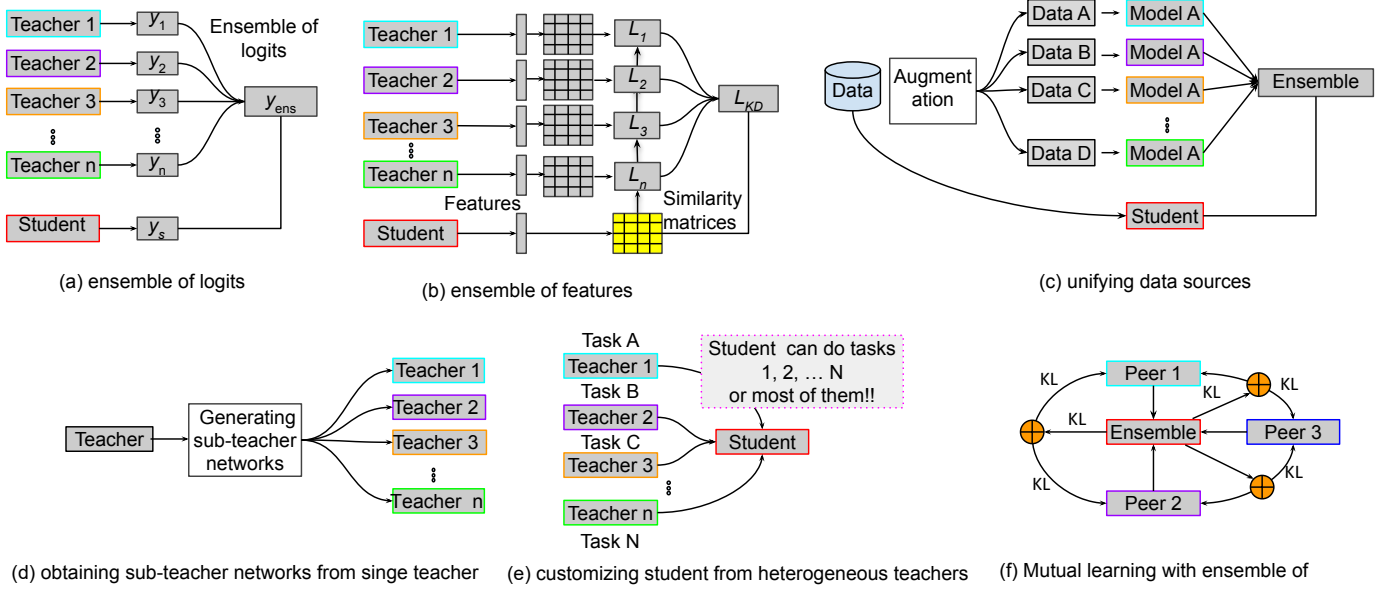 Teacher 1
y1
Ensemble of
logits
Teacher 2
y2
Teacher 3
y3
yens
Teacher n
yn
Student
ys
(a) ensemble of logits
Teacher 1
L1
Teacher 2
L2
LKD
Teacher 3
L3
Teacher n
Ln
Features
Similarity
matrices
Student
(b) ensemble of features
Data
Augment
ation
Data A
Model A
Data B
Model A
Data C
Model A
Data D
Model A
Ensemble
Student
(c) unifying data sources
Teacher
Generating
sub-teacher
networks
Teacher 1
Teacher 2
Teacher 3
Teacher n
(d) obtaining sub-teacher networks from singe teacher
Task A
Teacher 1
Task B
Teacher 2
Task C
Teacher 3
Teacher n
Task N
Student can do tasks
1, 2, ... N
or most of them!!
Student
(e) customizing student from heterogeneous teachers
KL
Peer 1
KL
KL
Ensemble
Peer 3
KL
Peer 2
KL
(f) Mutual learning with ensemble of